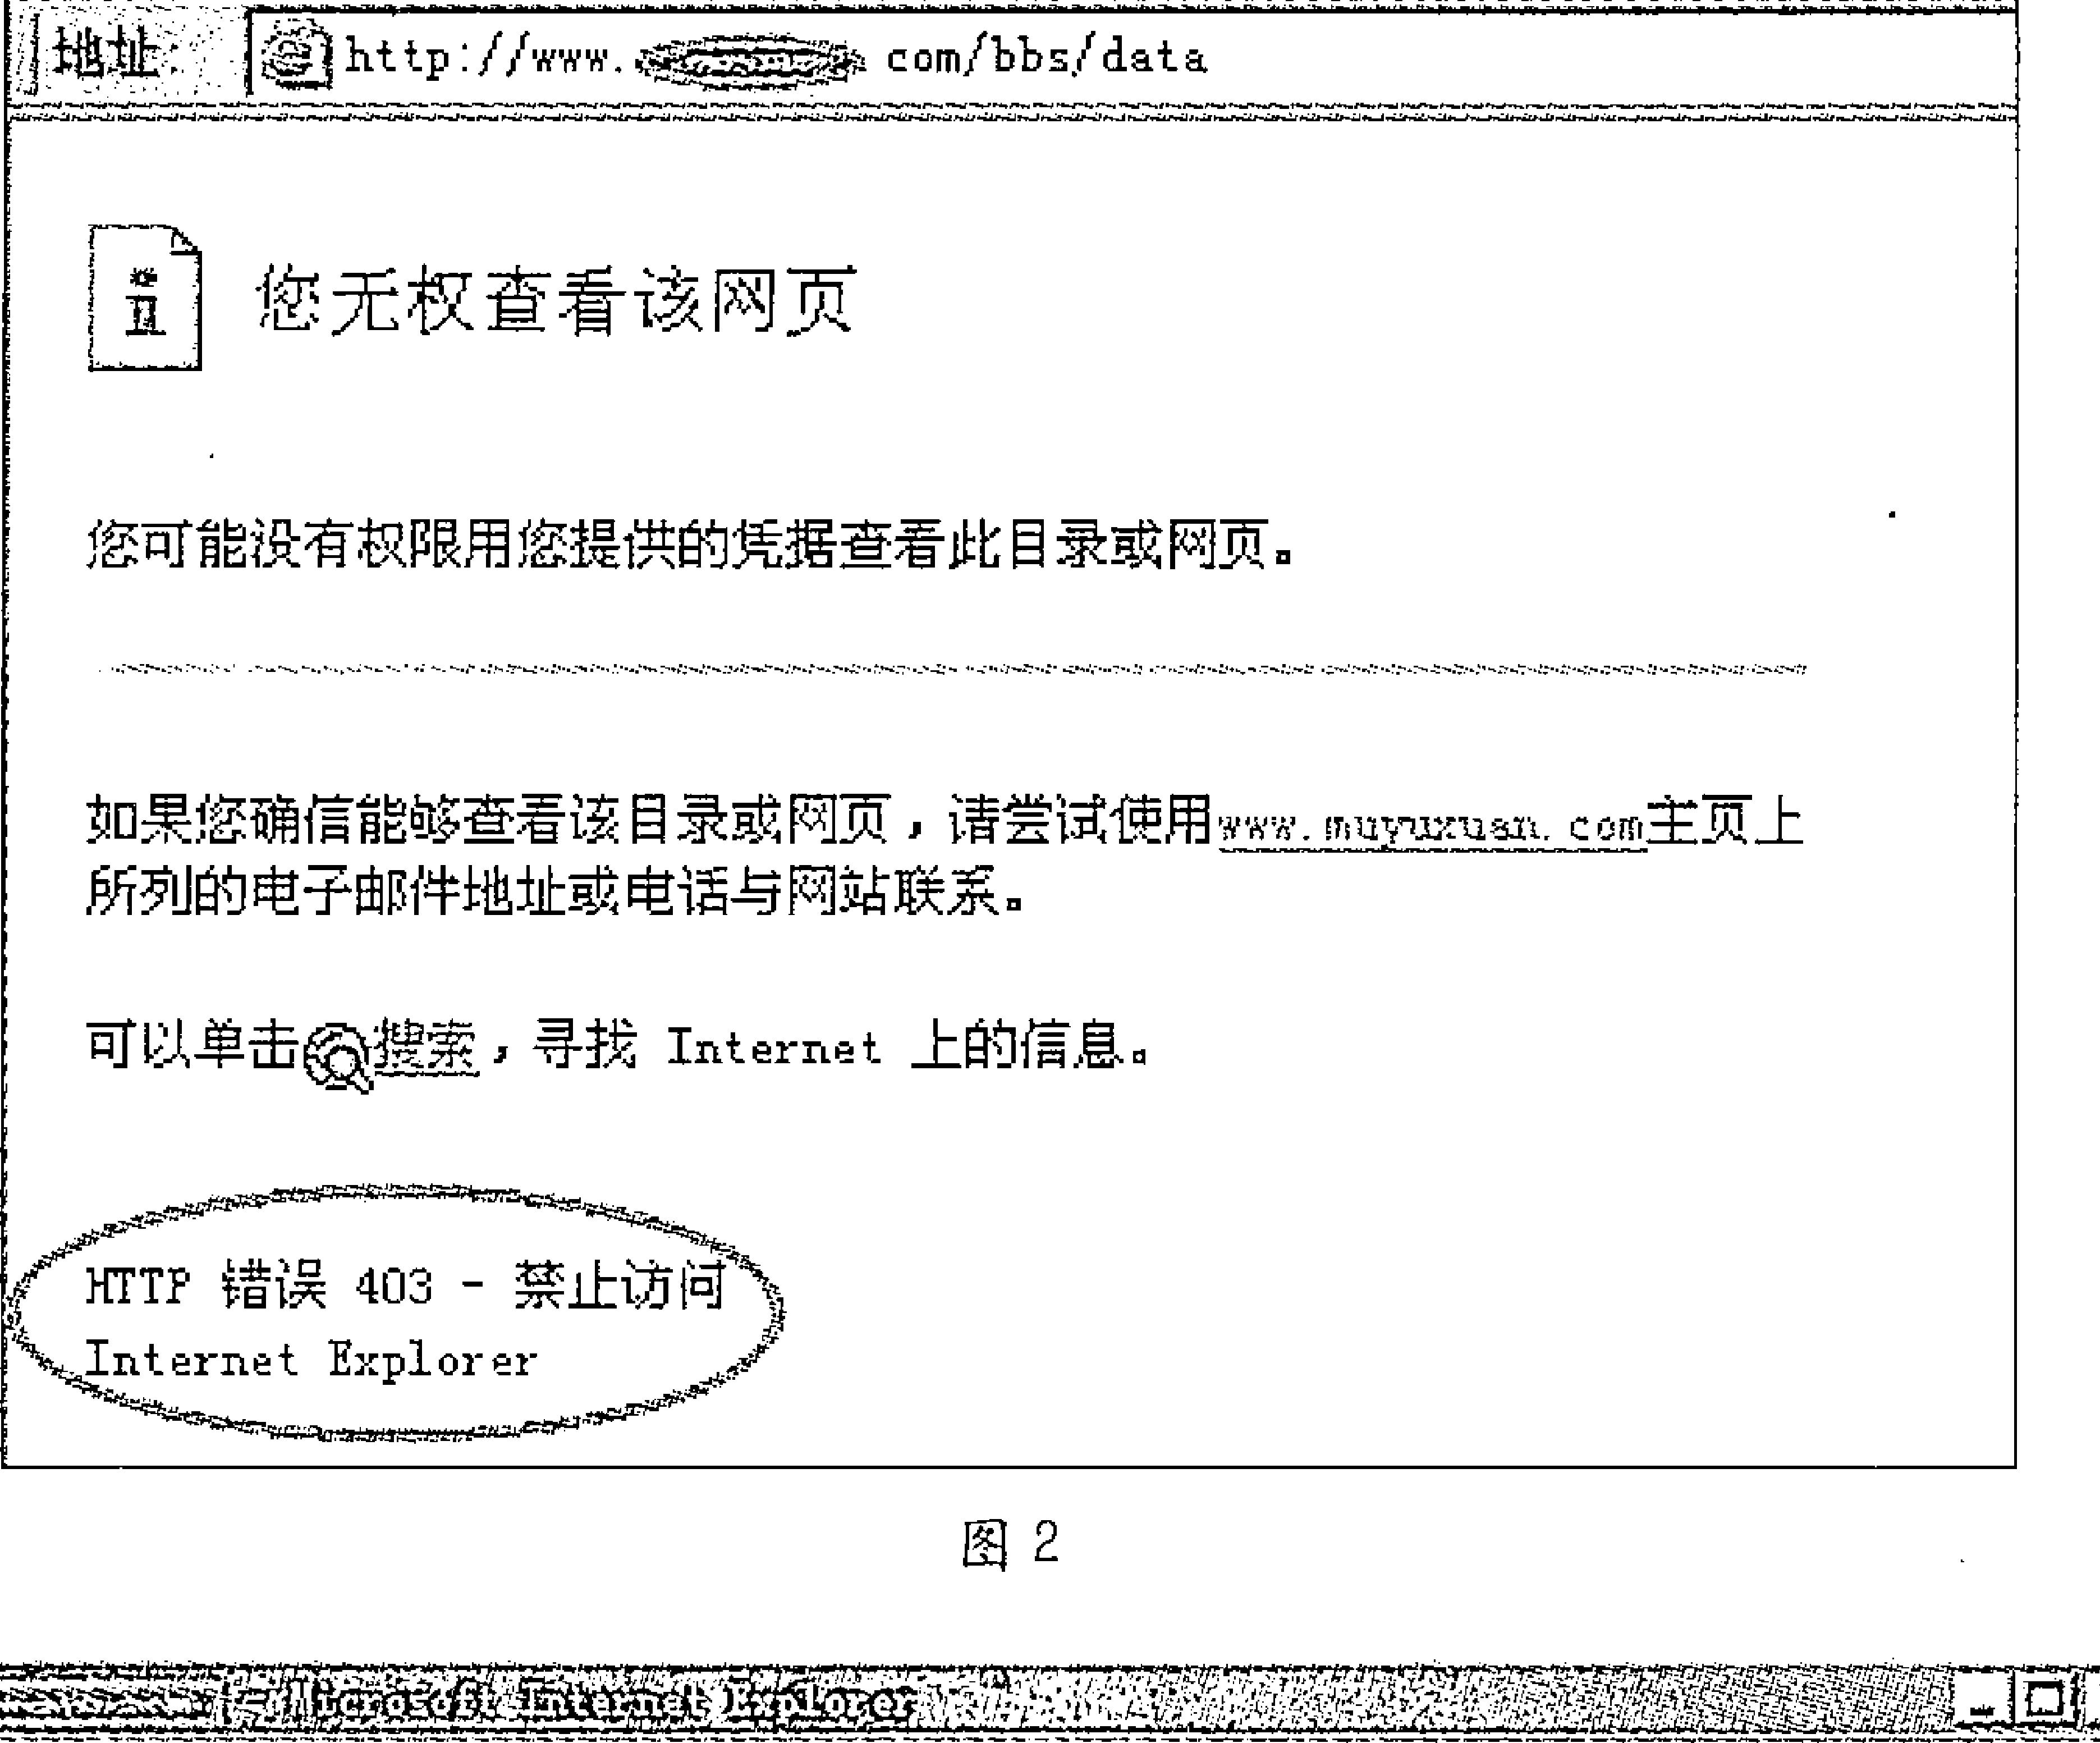 地址: http://www. com/bbs/data
i 您无权查看该网页
您可能没有权限用您提供的凭据查看此目录或网页。
如果您确信能够查看该目录或网页，请尝试使用www.muyuxuan.com主页上
所列的电子邮件地址或电话与网站联系。
可以单击搜索，寻找 Internet 上的信息。
HTTP 错误 403 - 禁止访问
Internet Explorer
图 2
Microsoft Internet Explorer